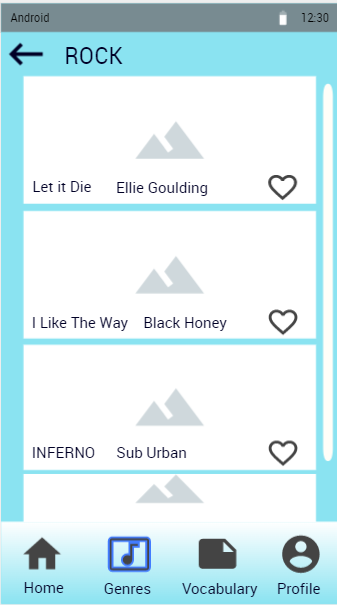 Android 12:30
ROCK
Let it Die Ellie Goulding
I Like The Way Black Honey
INFERNO Sub Urban
Home Genres Vocabulary Profile